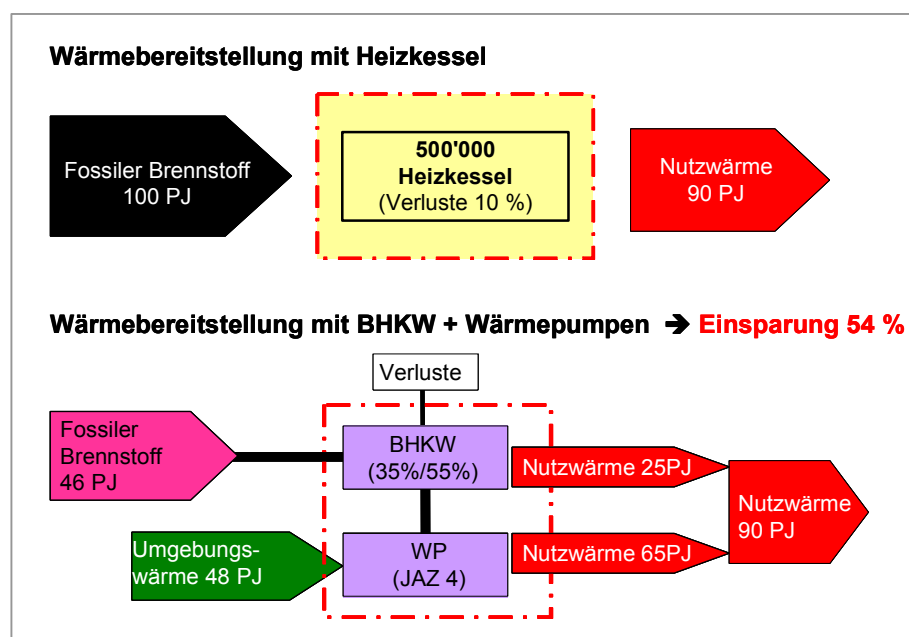 Wärmebereitstellung mit Heizkessel
Fossiler Brennstoff
100 PJ
500'000
Heizkessel
(Verluste 10 %)
Nutzwärme
90 PJ
Wärmebereitstellung mit BHKW + Wärmepumpen ➔ Einsparung 54 %
Verluste
Fossiler
Brennstoff
46 PJ
BHKW
(35%/55%)
Nutzwärme 25PJ
Nutzwärme
90 PJ
Umgebungs-
wärme 48 PJ
WP
(JAZ 4)
Nutzwärme 65PJ